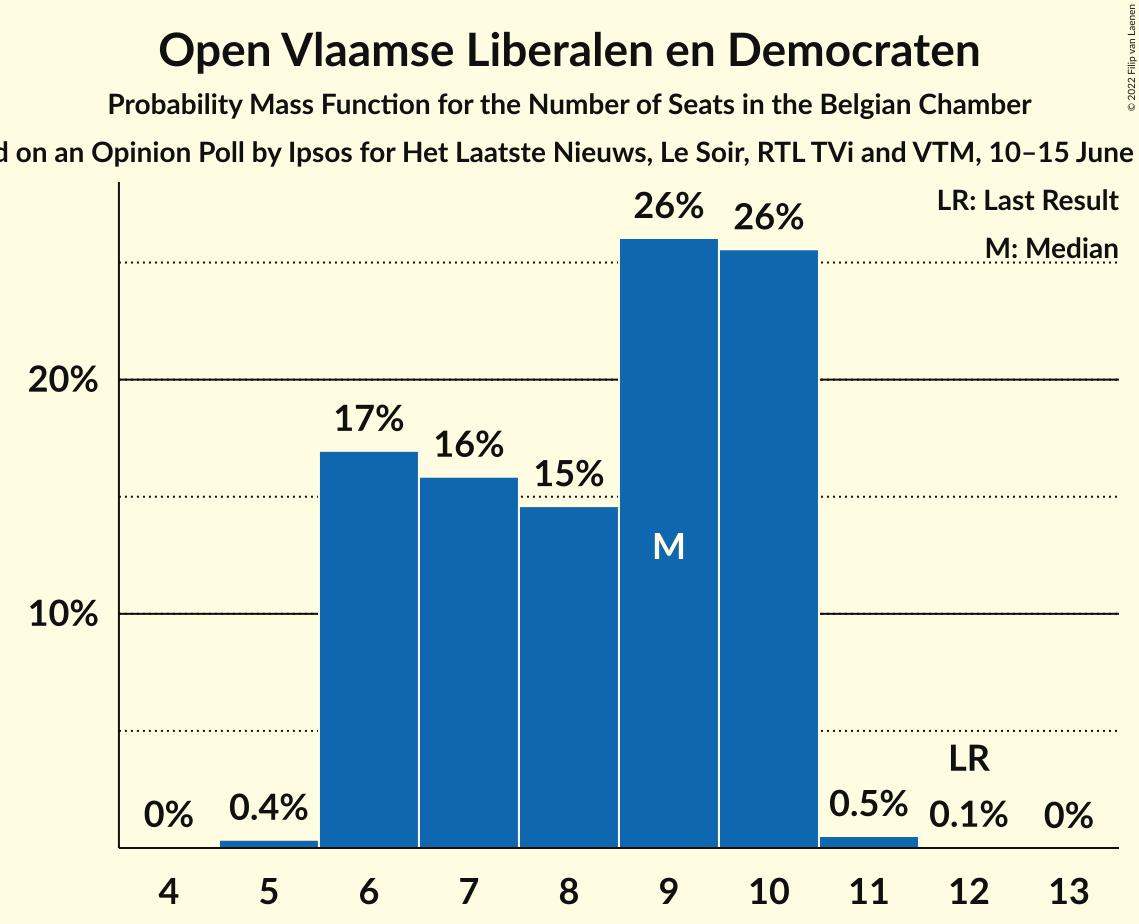 Open Vlaamse Liberalen en Democraten
Probability Mass Function for the Number of Seats in the Belgian Chamber
on an Opinion Poll by Ipsos for Het Laatste Nieuws, Le Soir, RTL TVi and VTM, 10–15 June
© 2022 Filip van Laenen
LR: Last Result
M: Median
26%
26%
20%
17%
16%
15%
M
10%
LR
0%
0.4%
0.5%
0.1%
0%
4 5 6 7 8 9 10 11 12 13